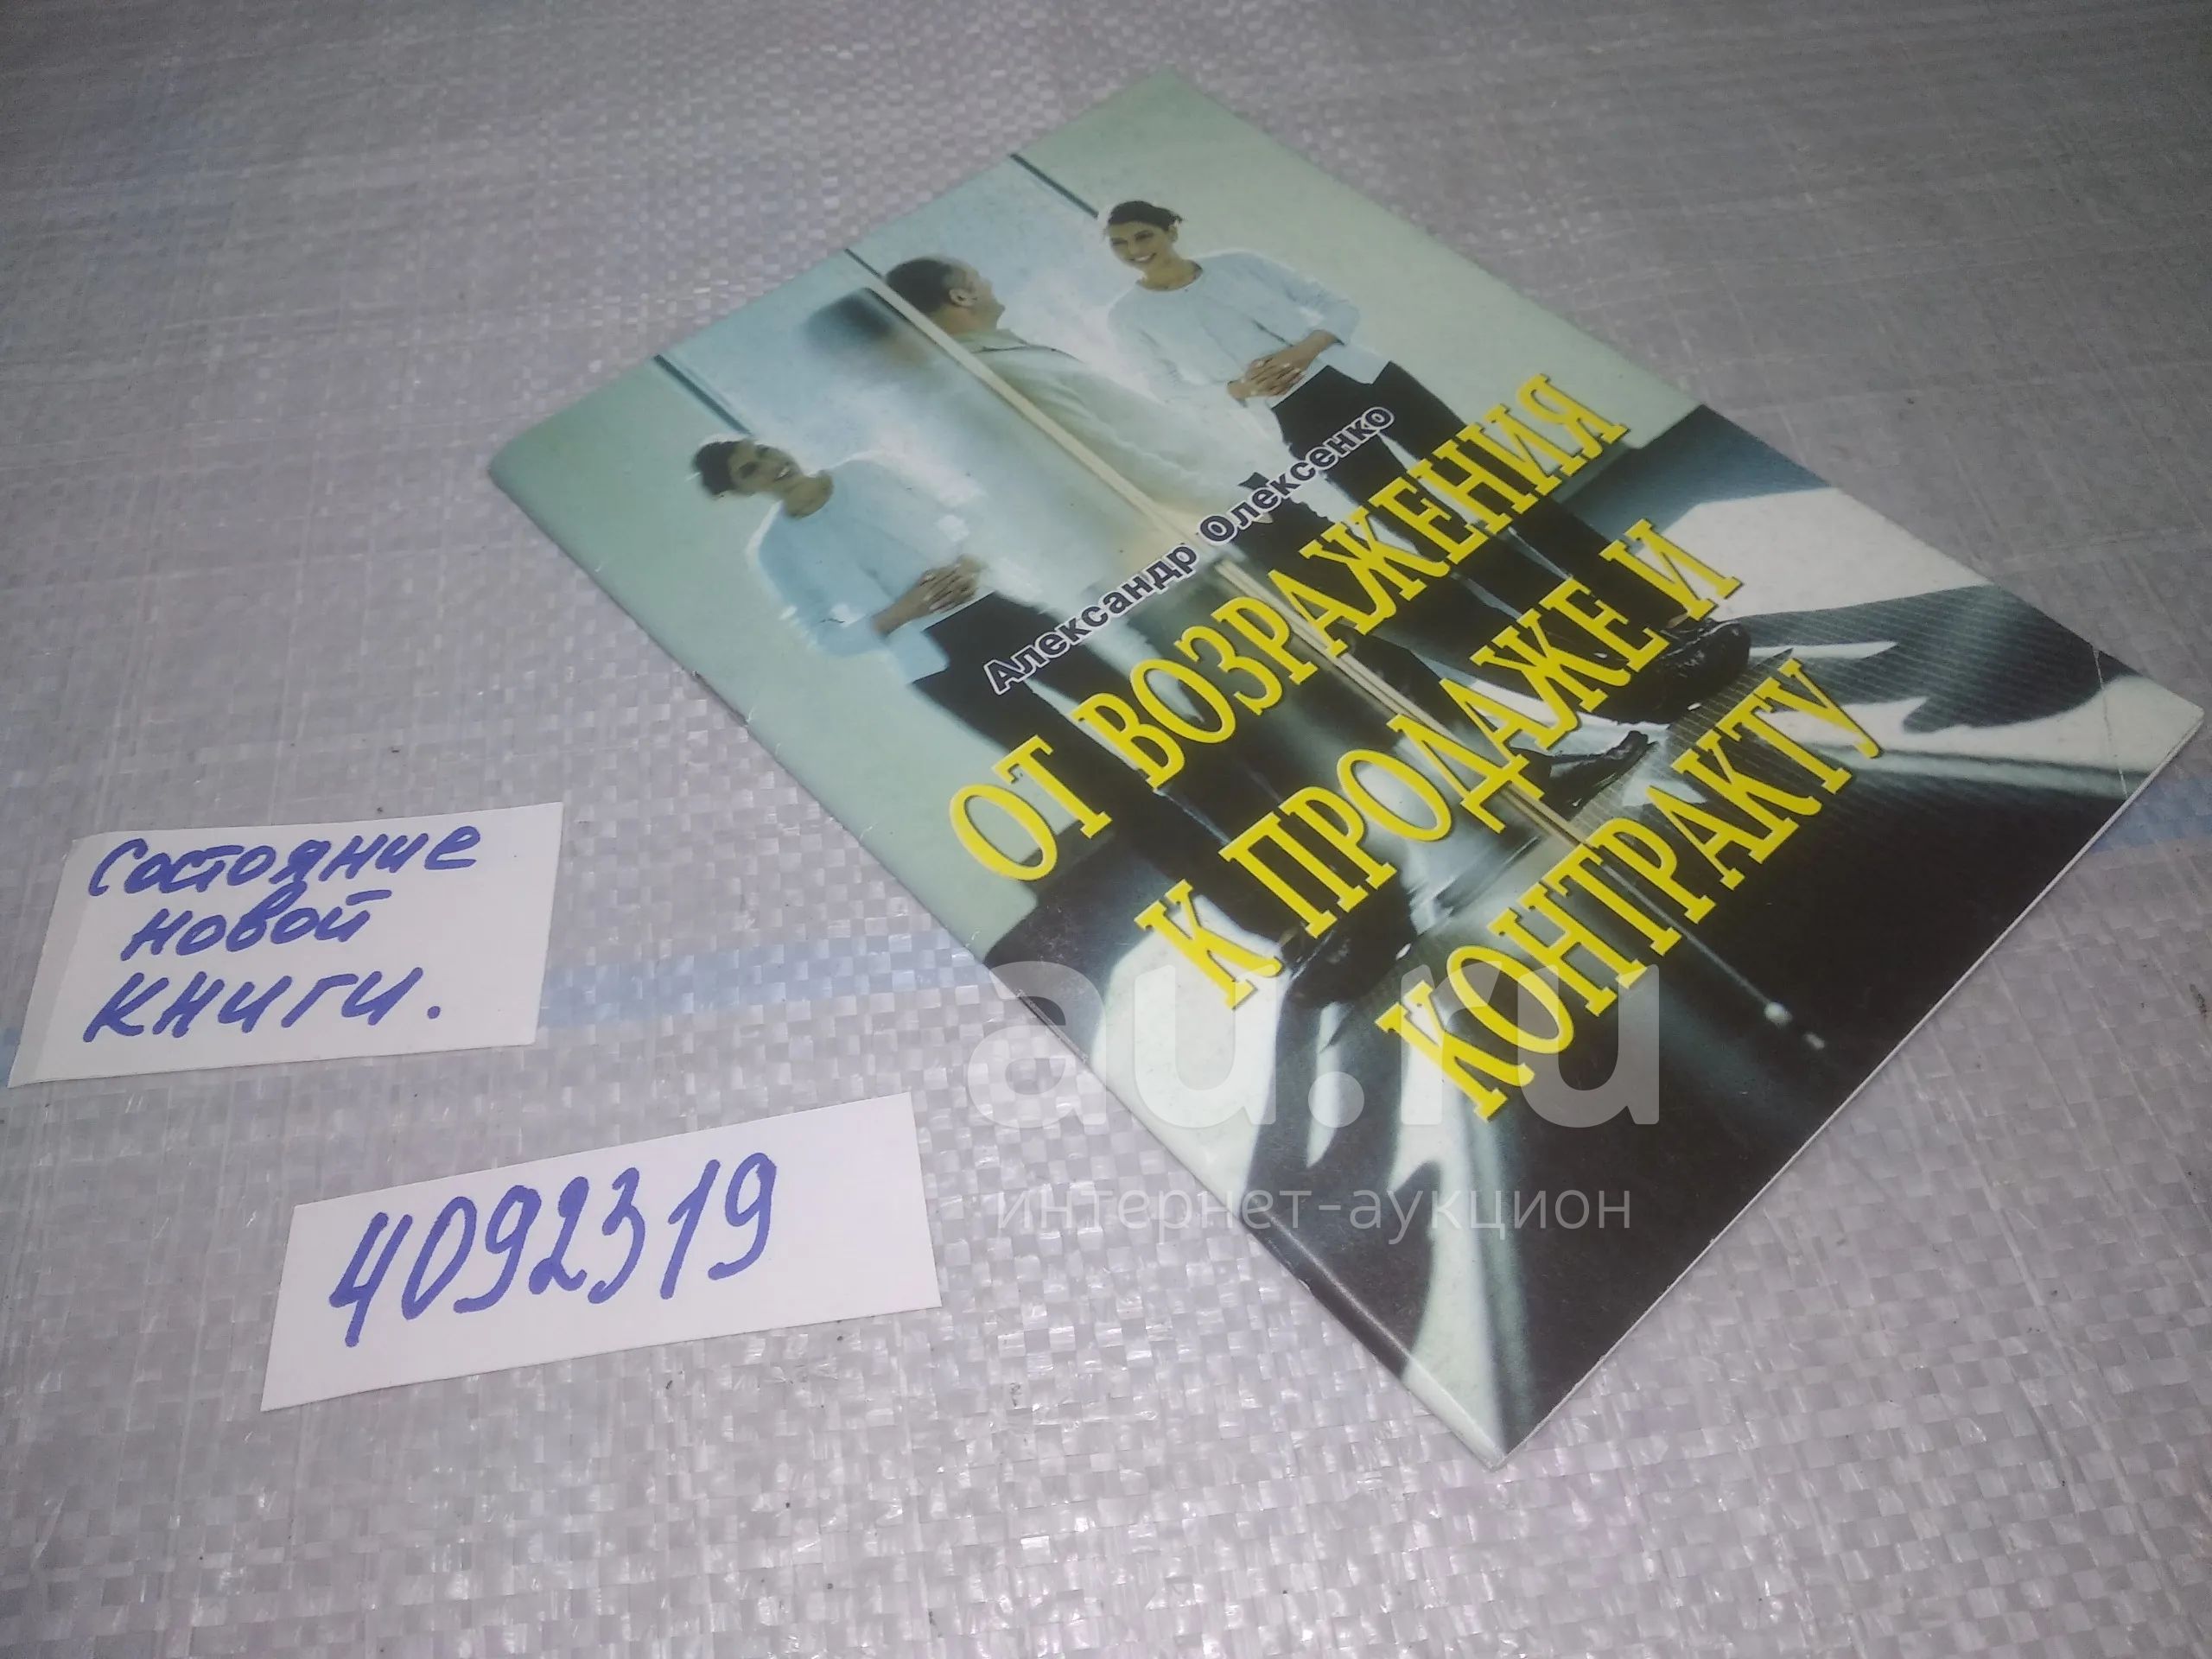 Александр Олексенко
ОТ ВОЗРАЖЕНИЯ
К ПРОДАЖЕ И
КОНТРАКТУ
Состояние
новой
книги.
4092319
au.ru
интернет-аукцион